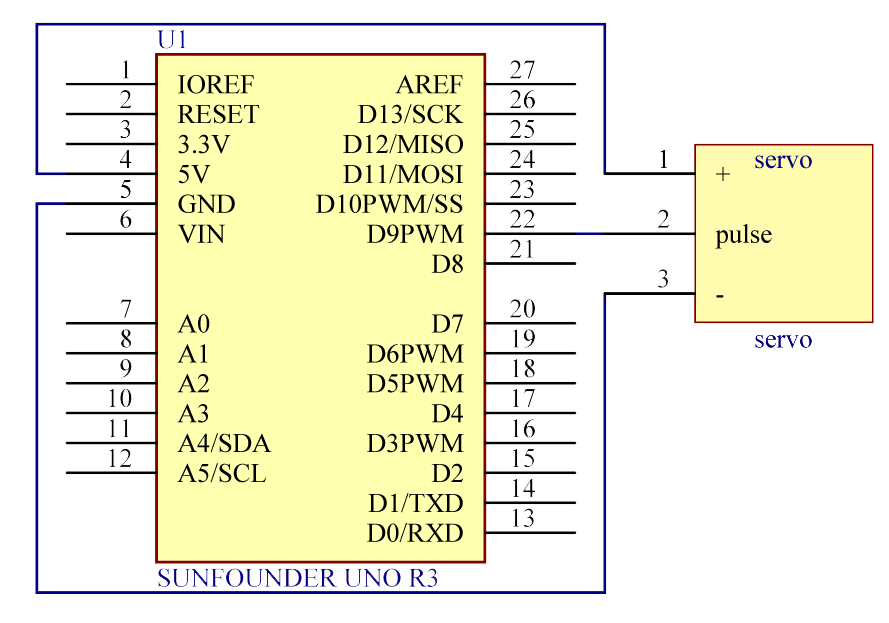 U1
1 IOREF AREF 27
2 RESET D13/SCK 26
3 3.3V D12/MISO 25
4 5V D11/MOSI 24
5 GND D10PWM/SS 23
6 VIN D9PWM 22
D8 21
7 A0 D7 20
8 A1 D6PWM 19
9 A2 D5PWM 18
10 A3 D4 17
11 A4/SDA D3PWM 16
12 A5/SCL D2 15
D1/TXD 14
D0/RXD 13
SUNFOUNDER UNO R3
servo
1 +
2 pulse
3 -
servo